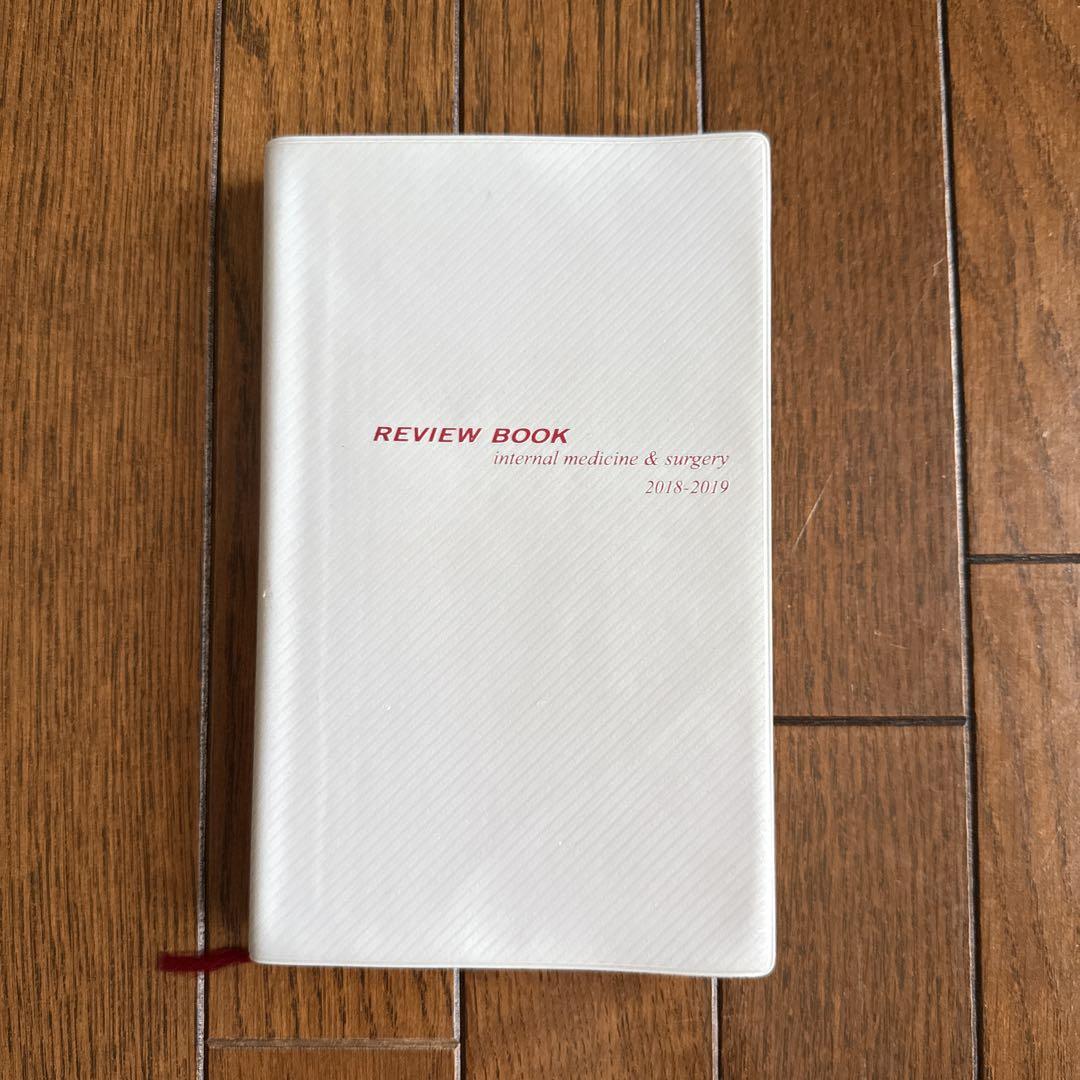 REVIEW BOOK
internal medicine & surgery
2018-2019